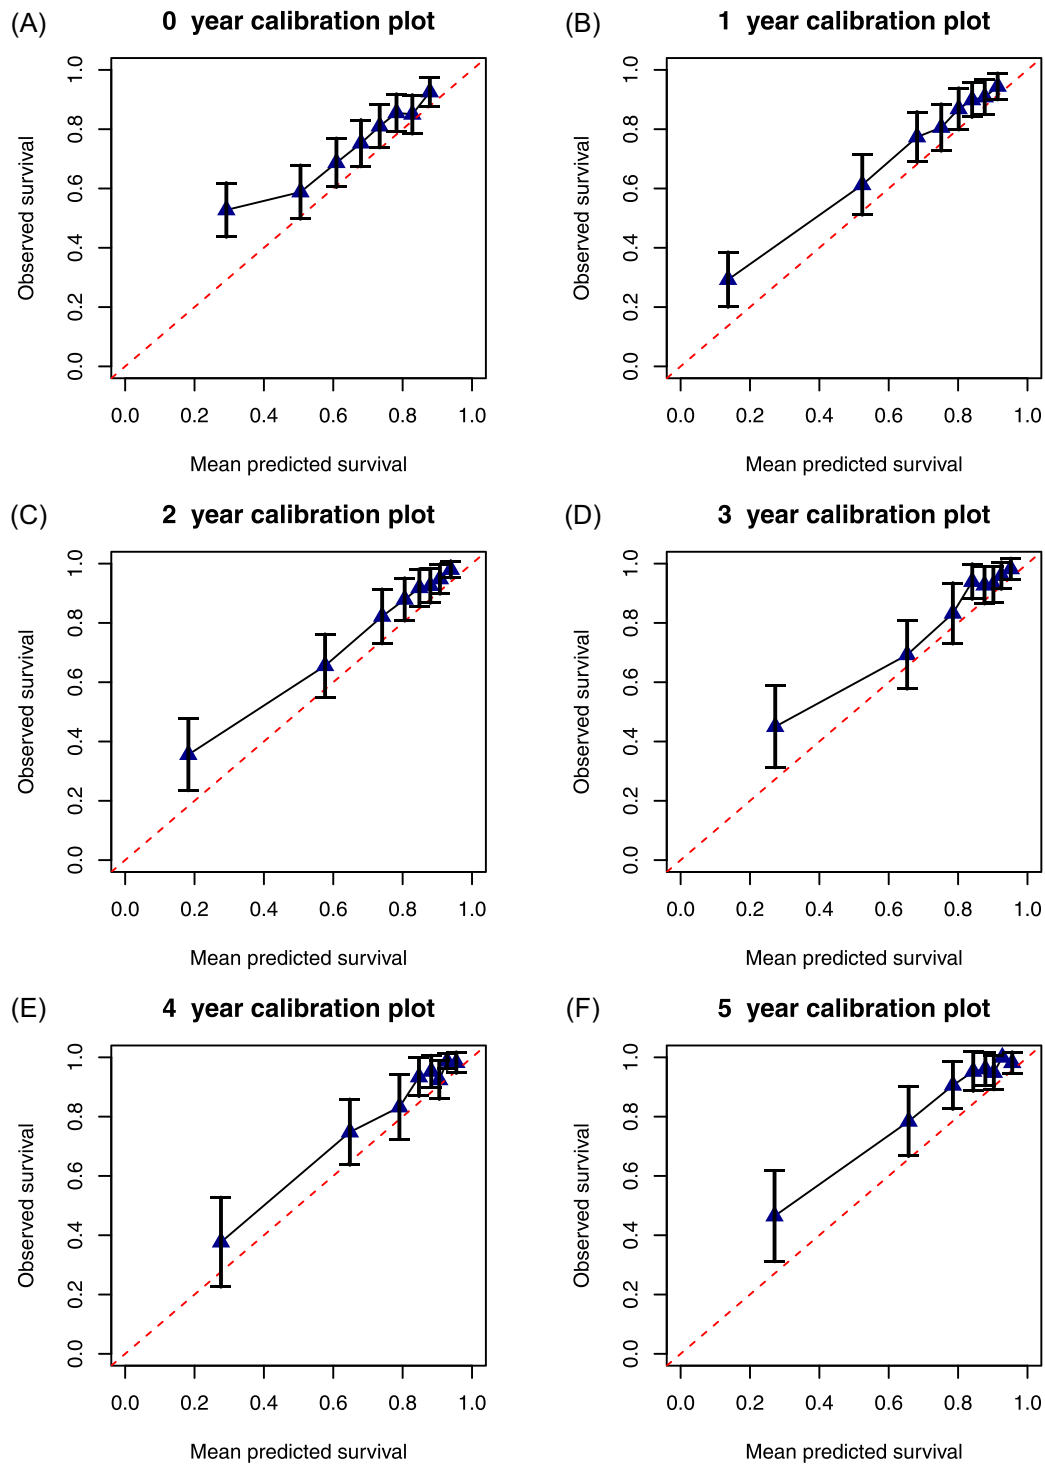 (A) 0 year calibration plot
1.0
0.8
0.6
0.4
0.2
0.0
Observed survival
0.0 0.2 0.4 0.6 0.8 1.0
Mean predicted survival
(B) 1 year calibration plot
1.0
0.8
0.6
0.4
0.2
0.0
Observed survival
0.0 0.2 0.4 0.6 0.8 1.0
Mean predicted survival
(C) 2 year calibration plot
1.0
0.8
0.6
0.4
0.2
0.0
Observed survival
0.0 0.2 0.4 0.6 0.8 1.0
Mean predicted survival
(D) 3 year calibration plot
1.0
0.8
0.6
0.4
0.2
0.0
Observed survival
0.0 0.2 0.4 0.6 0.8 1.0
Mean predicted survival
(E) 4 year calibration plot
1.0
0.8
0.6
0.4
0.2
0.0
Observed survival
0.0 0.2 0.4 0.6 0.8 1.0
Mean predicted survival
(F) 5 year calibration plot
1.0
0.8
0.6
0.4
0.2
0.0
Observed survival
0.0 0.2 0.4 0.6 0.8 1.0
Mean predicted survival